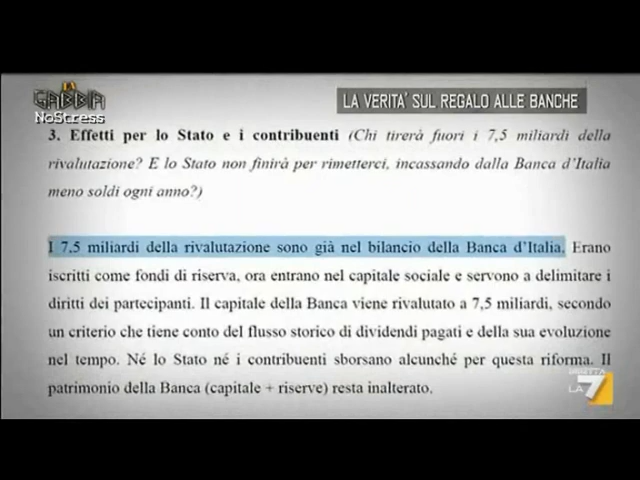 LA
GABBIA
NoStress
LA VERITA' SUL REGALO ALLE BANCHE
3. Effetti per lo Stato e i contribuenti (Chi tirerà fuori i 7,5 miliardi della
rivalutazione? E lo Stato non finirà per rimetterci, incassando dalla Banca d'Italia
meno soldi ogni anno?)
I 7,5 miliardi della rivalutazione sono già nel bilancio della Banca d'Italia. Erano
iscritti come fondi di riserva, ora entrano nel capitale sociale e servono a delimitare i
diritti dei partecipanti. Il capitale della Banca viene rivalutato a 7,5 miliardi, secondo
un criterio che tiene conto del flusso storico di dividendi pagati e della sua evoluzione
nel tempo. Né lo Stato né i contribuenti sborsano alcunché per questa riforma. Il
patrimonio della Banca (capitale + riserve) resta inalterato.
LA 7